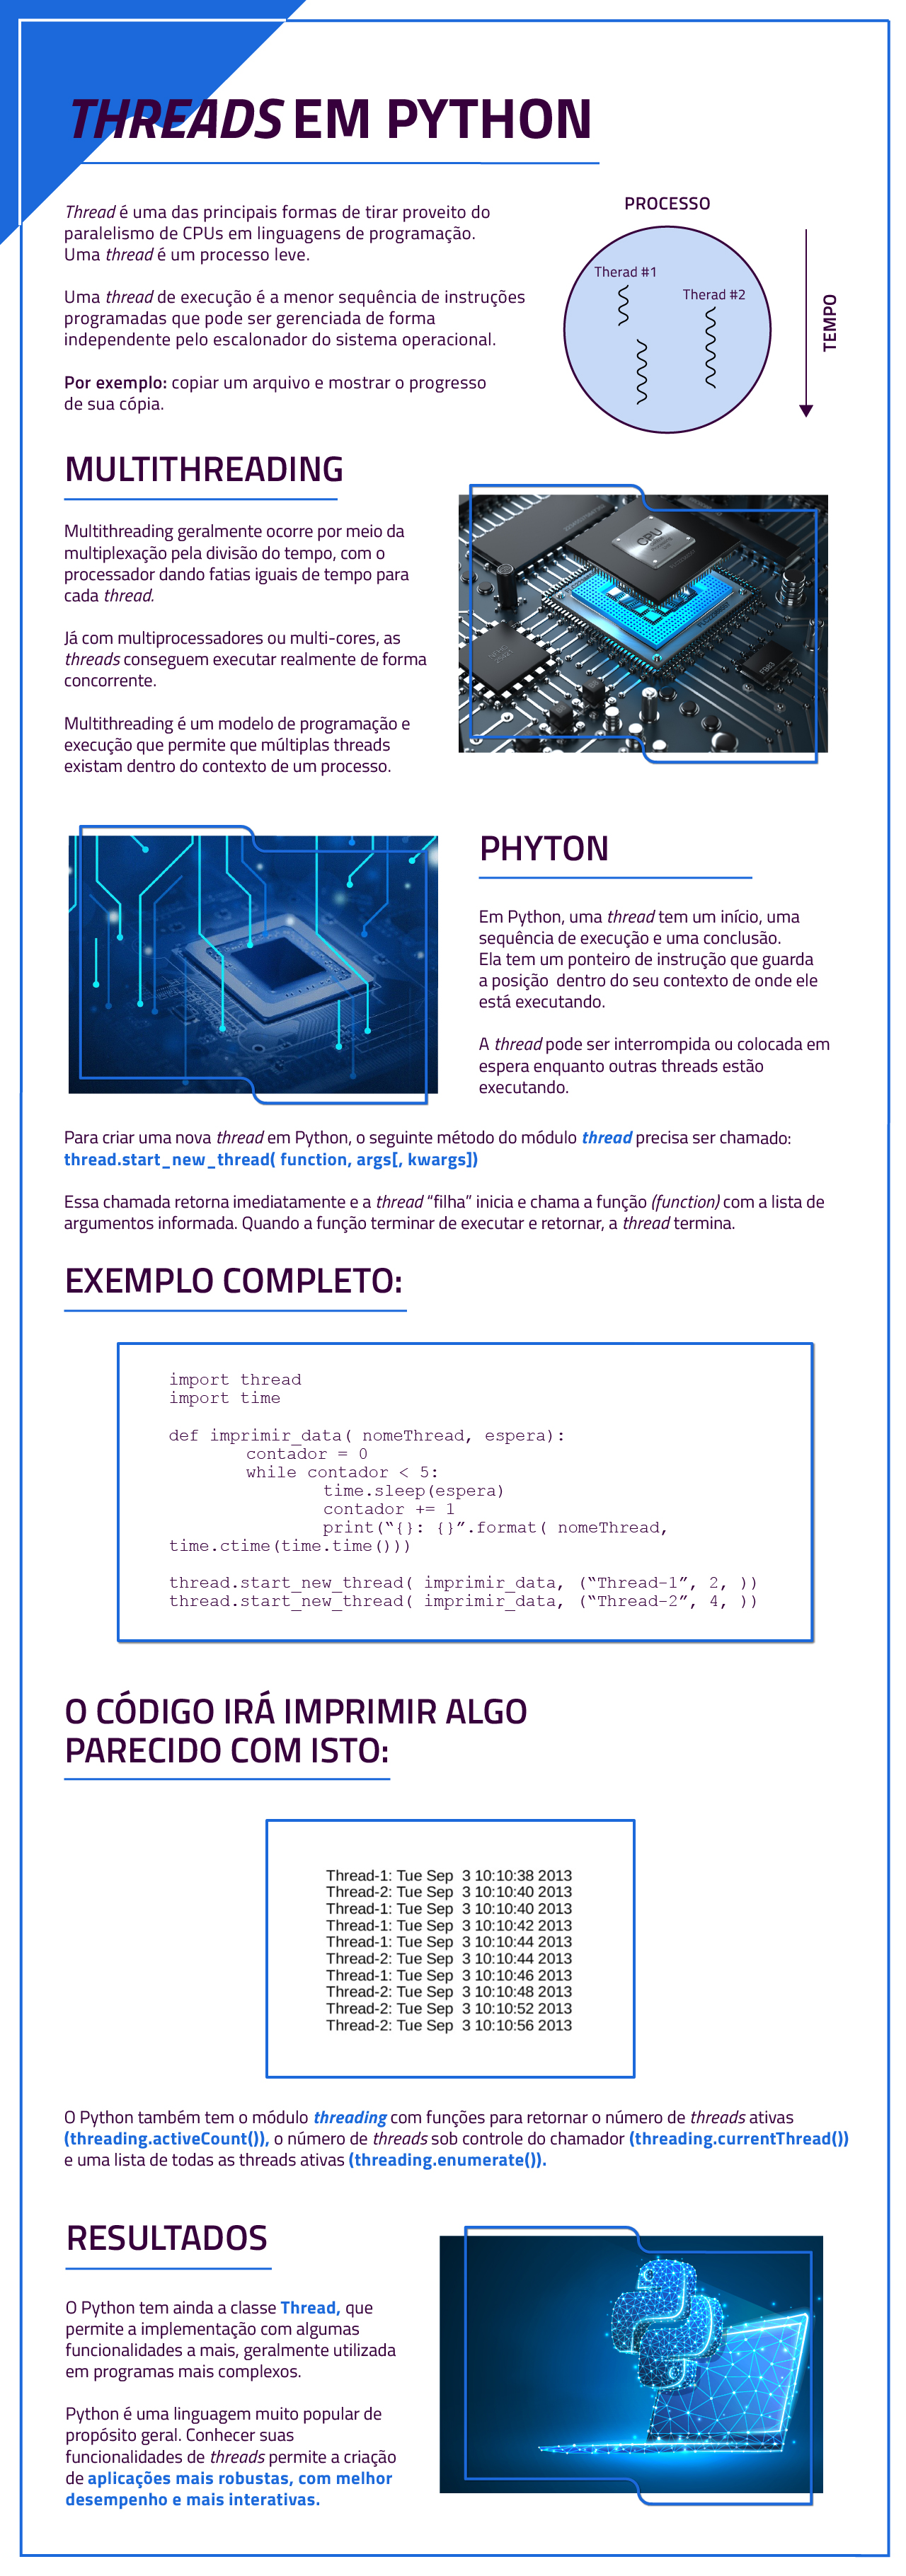 THREADS EM PYTHON
Thread é uma das principais formas de tirar proveito do
paralelismo de CPUs em linguagens de programação.
Uma thread é um processo leve.
Uma thread de execução é a menor sequência de instruções
programadas que pode ser gerenciada de forma
independente pelo escalonador do sistema operacional.
Por exemplo: copiar um arquivo e mostrar o progresso
de sua cópia.
PROCESSO
Therad #1
Therad #2
TEMPO
MULTITHREADING
Multithreading geralmente ocorre por meio da
multiplexação pela divisão do tempo, com o
processador dando fatias iguais de tempo para
cada thread.
Já com multiprocessadores ou multi-cores, as
threads conseguem executar realmente de forma
concorrente.
Multithreading é um modelo de programação e
execução que permite que múltiplas threads
existam dentro do contexto de um processo.
CPU
PHYTON
Em Python, uma thread tem um início, uma
sequência de execução e uma conclusão.
Ela tem um ponteiro de instrução que guarda
a posição  dentro do seu contexto de onde ele
está executando.
A thread pode ser interrompida ou colocada em
espera enquanto outras threads estão
executando.
Para criar uma nova thread em Python, o seguinte método do módulo thread precisa ser chamado:
thread.start_new_thread( function, args[, kwargs])
Essa chamada retorna imediatamente e a thread “filha” inicia e chama a função (function) com a lista de
argumentos informada. Quando a função terminar de executar e retornar, a thread termina.
EXEMPLO COMPLETO:
import thread
import time
def imprimir_data( nomeThread, espera):
contador = 0
while contador < 5:
time.sleep(espera)
contador += 1
print(“{}: {}”.format( nomeThread,
time.ctime(time.time()))
thread.start_new_thread( imprimir_data, (“Thread-1”, 2, ))
thread.start_new_thread( imprimir_data, (“Thread-2”, 4, ))
O CÓDIGO IRÁ IMPRIMIR ALGO
PARECIDO COM ISTO:
Thread-1: Tue Sep  3 10:10:38 2013
Thread-2: Tue Sep  3 10:10:40 2013
Thread-1: Tue Sep  3 10:10:40 2013
Thread-1: Tue Sep  3 10:10:42 2013
Thread-1: Tue Sep  3 10:10:44 2013
Thread-2: Tue Sep  3 10:10:44 2013
Thread-1: Tue Sep  3 10:10:46 2013
Thread-2: Tue Sep  3 10:10:48 2013
Thread-2: Tue Sep  3 10:10:52 2013
Thread-2: Tue Sep  3 10:10:56 2013
O Python também tem o módulo threading com funções para retornar o número de threads ativas
(threading.activeCount()), o número de threads sob controle do chamador (threading.currentThread())
e uma lista de todas as threads ativas (threading.enumerate()).
RESULTADOS
O Python tem ainda a classe Thread, que
permite a implementação com algumas
funcionalidades a mais, geralmente utilizada
em programas mais complexos.
Python é uma linguagem muito popular de
propósito geral. Conhecer suas
funcionalidades de threads permite a criação
de aplicações mais robustas, com melhor
desempenho e mais interativas.